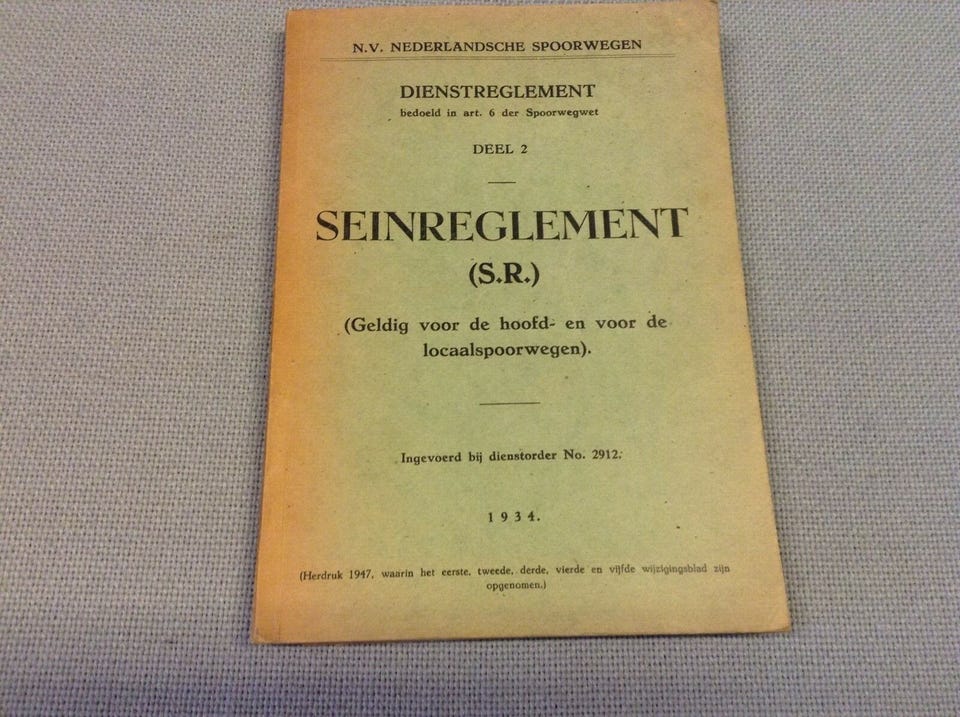 N.V. NEDERLANDSCHE SPOORWEGEN
DIENSTREGLEMENT
bedoeld in art. 6 der Spoorwegwet
DEEL 2
SEINREGLEMENT
(S.R.)
(Geldig voor de hoofd- en voor de
locaalspoorwegen).
Ingevoerd bij dienstorder No. 2912.
1934.
(Herdruk 1947, waarin het eerste, tweede, derde, vierde en vijfde wijzigingsblad zijn
opgenomen.)